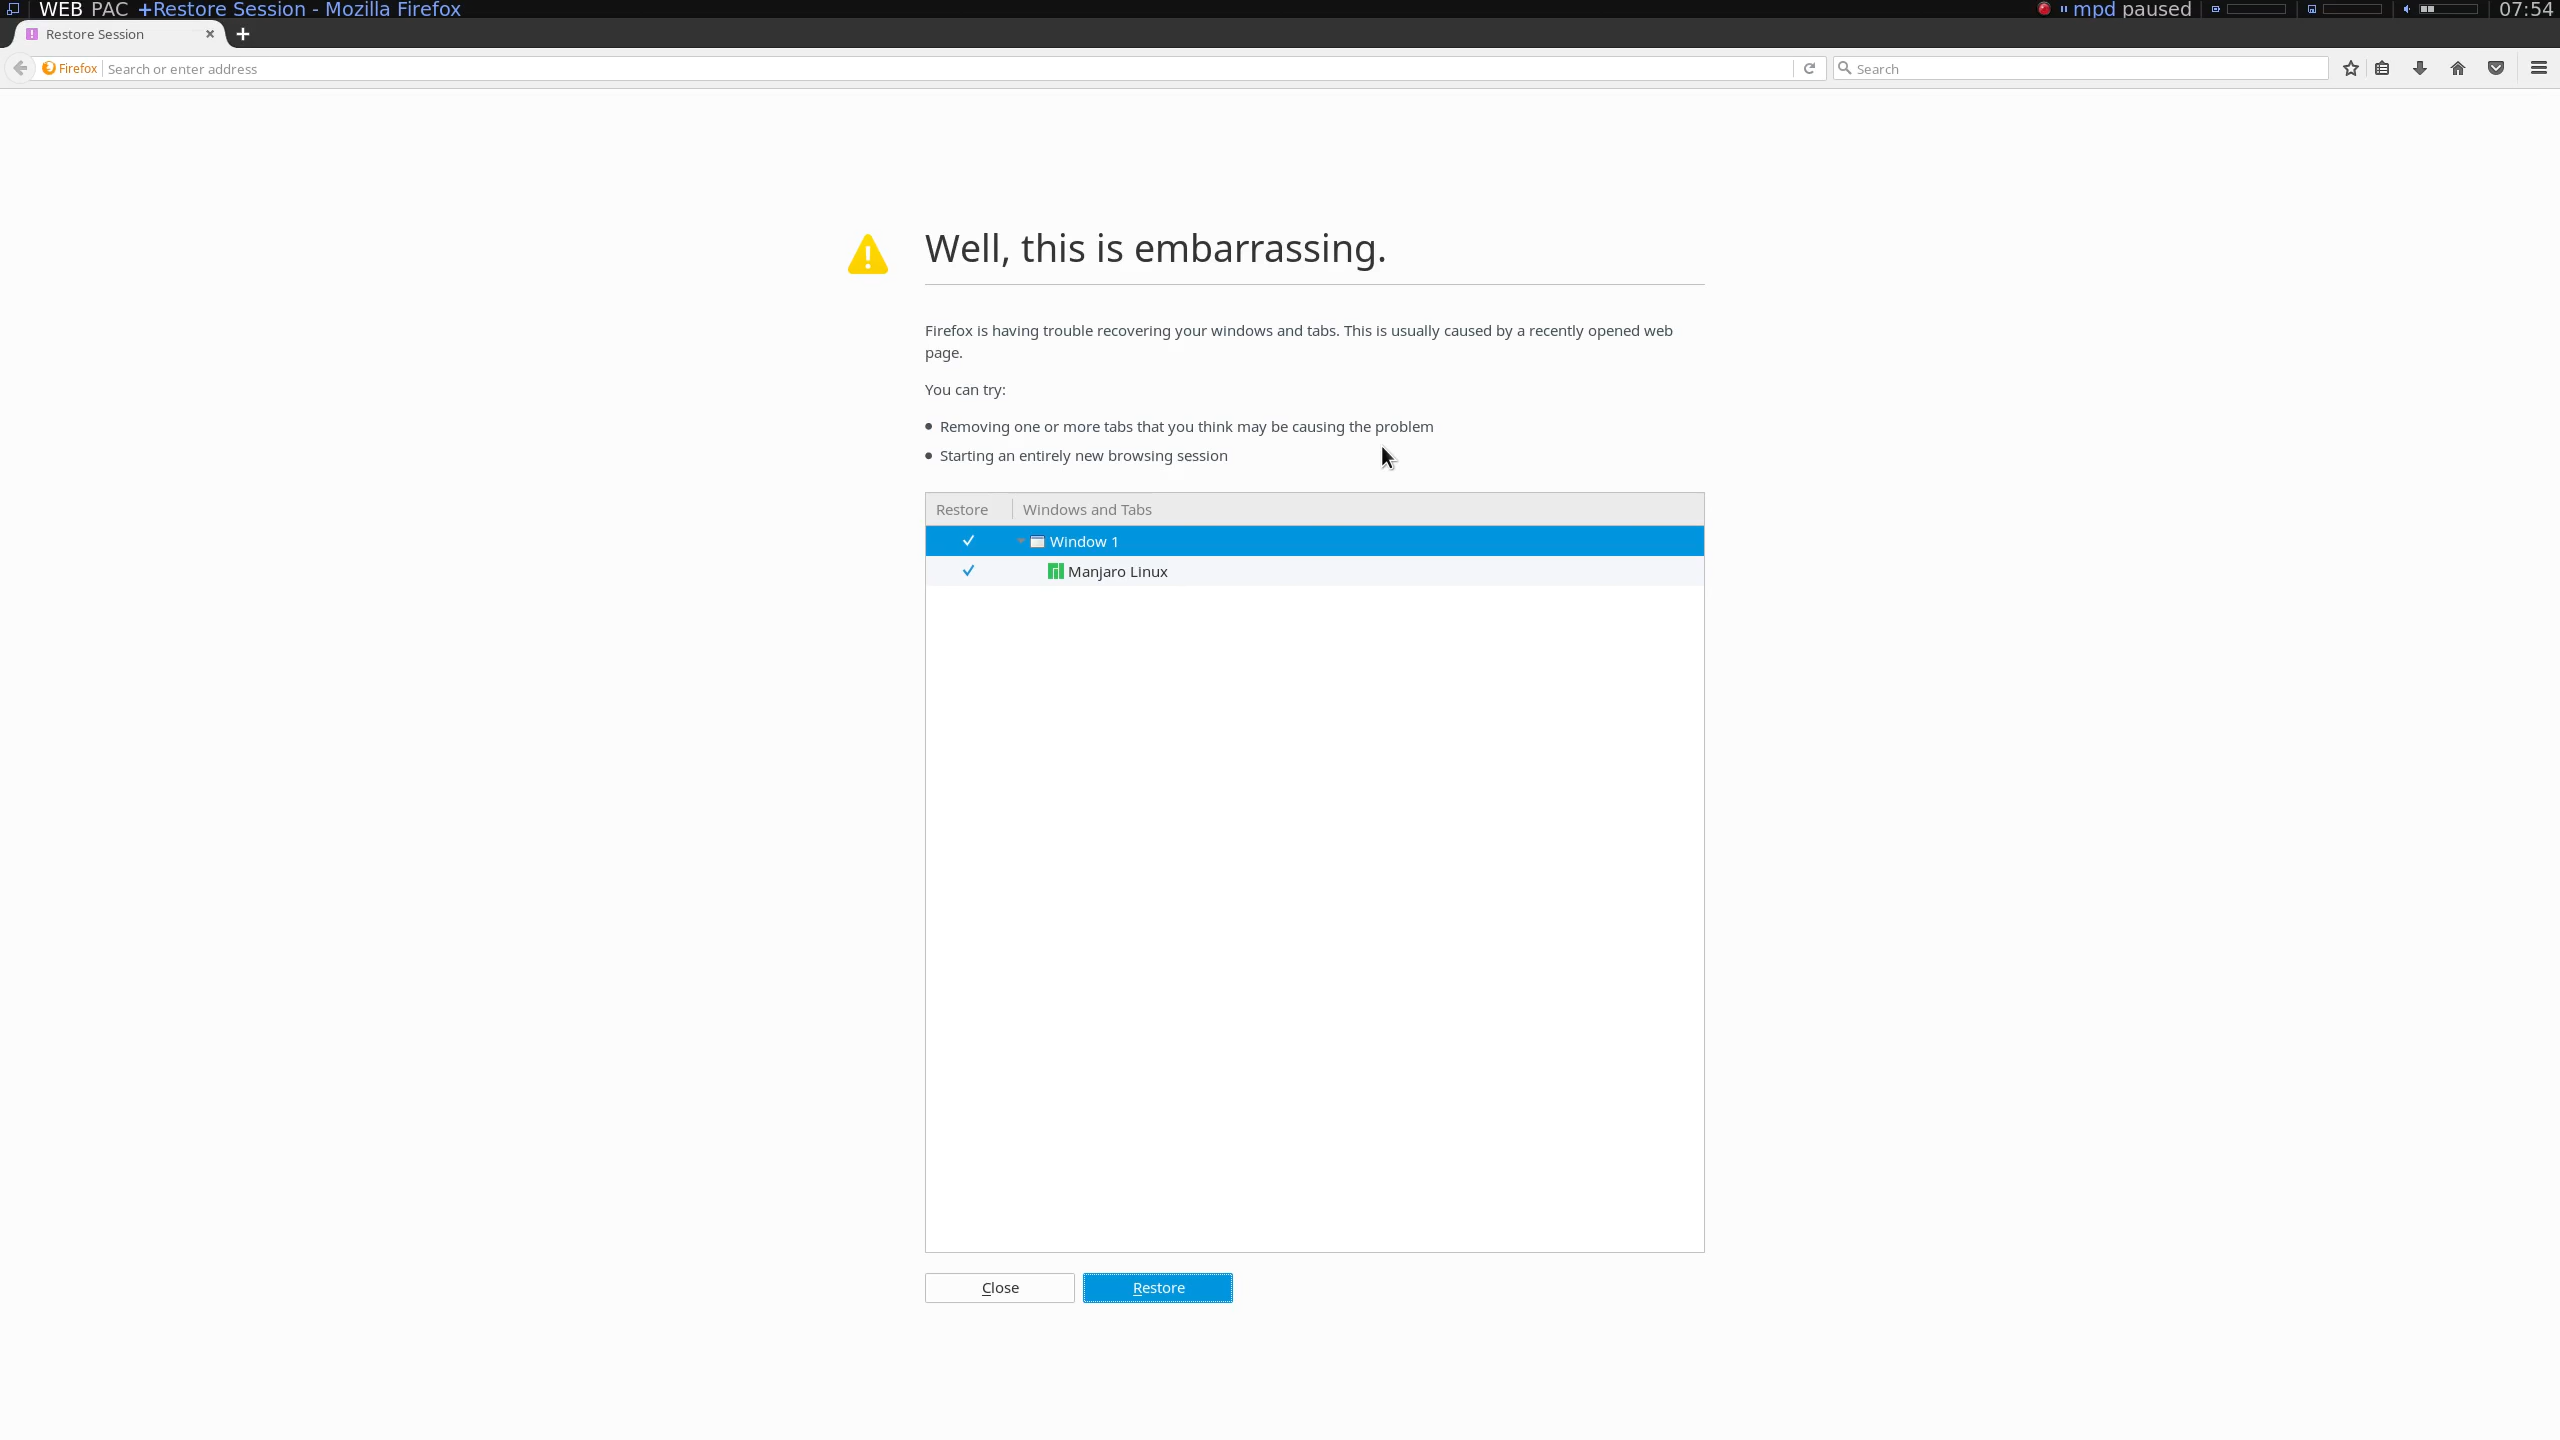 WEB PAC +Restore Session - Mozilla Firefox mpd paused 07:54
Restore Session
Firefox Search or enter address Search
Well, this is embarrassing.
Firefox is having trouble recovering your windows and tabs. This is usually caused by a recently opened web
page.
You can try:
Removing one or more tabs that you think may be causing the problem
Starting an entirely new browsing session
Restore Windows and Tabs
Window 1
Manjaro Linux
Close Restore